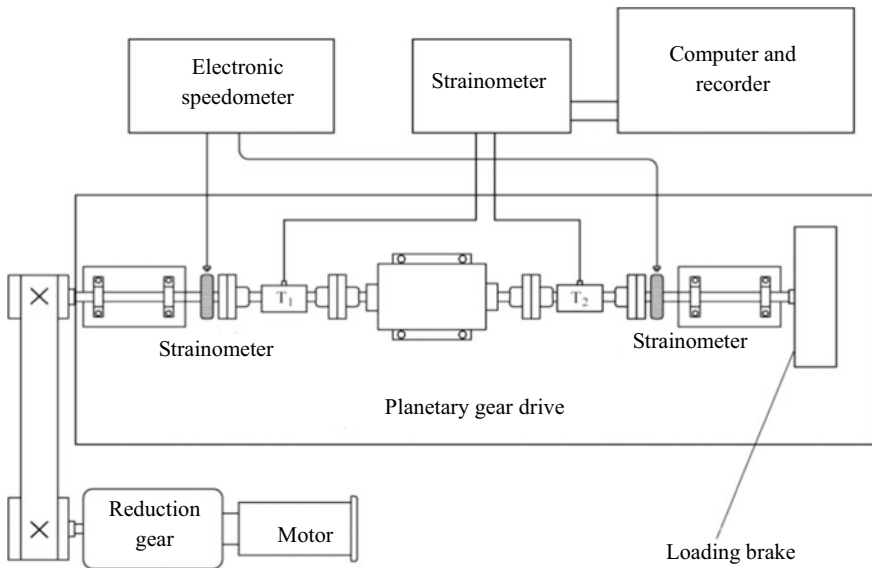 Electronic
speedometer
Strainometer
Computer and
recorder
T1
T2
Strainometer
Strainometer
Planetary gear drive
Reduction
gear
Motor
Loading brake